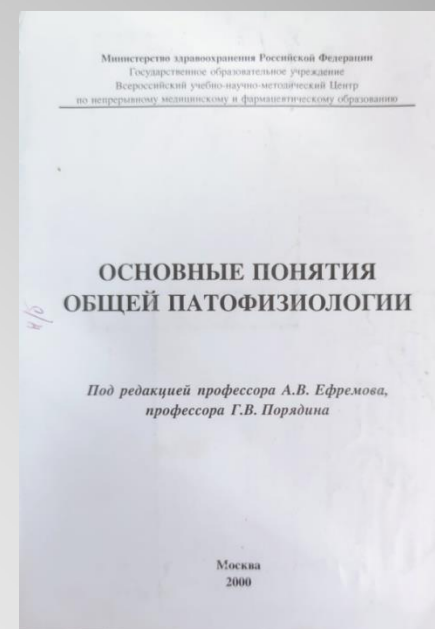 Министерство здравоохранения Российской Федерации
Государственное образовательное учреждение
Всероссийский учебно-научно-методический Центр
по непрерывному медицинскому и фармацевтическому образованию
ОСНОВНЫЕ ПОНЯТИЯ
ОБЩЕЙ ПАТОФИЗИОЛОГИИ
Под редакцией профессора А.В. Ефремова,
профессора Г.В. Порядина
Москва
2000